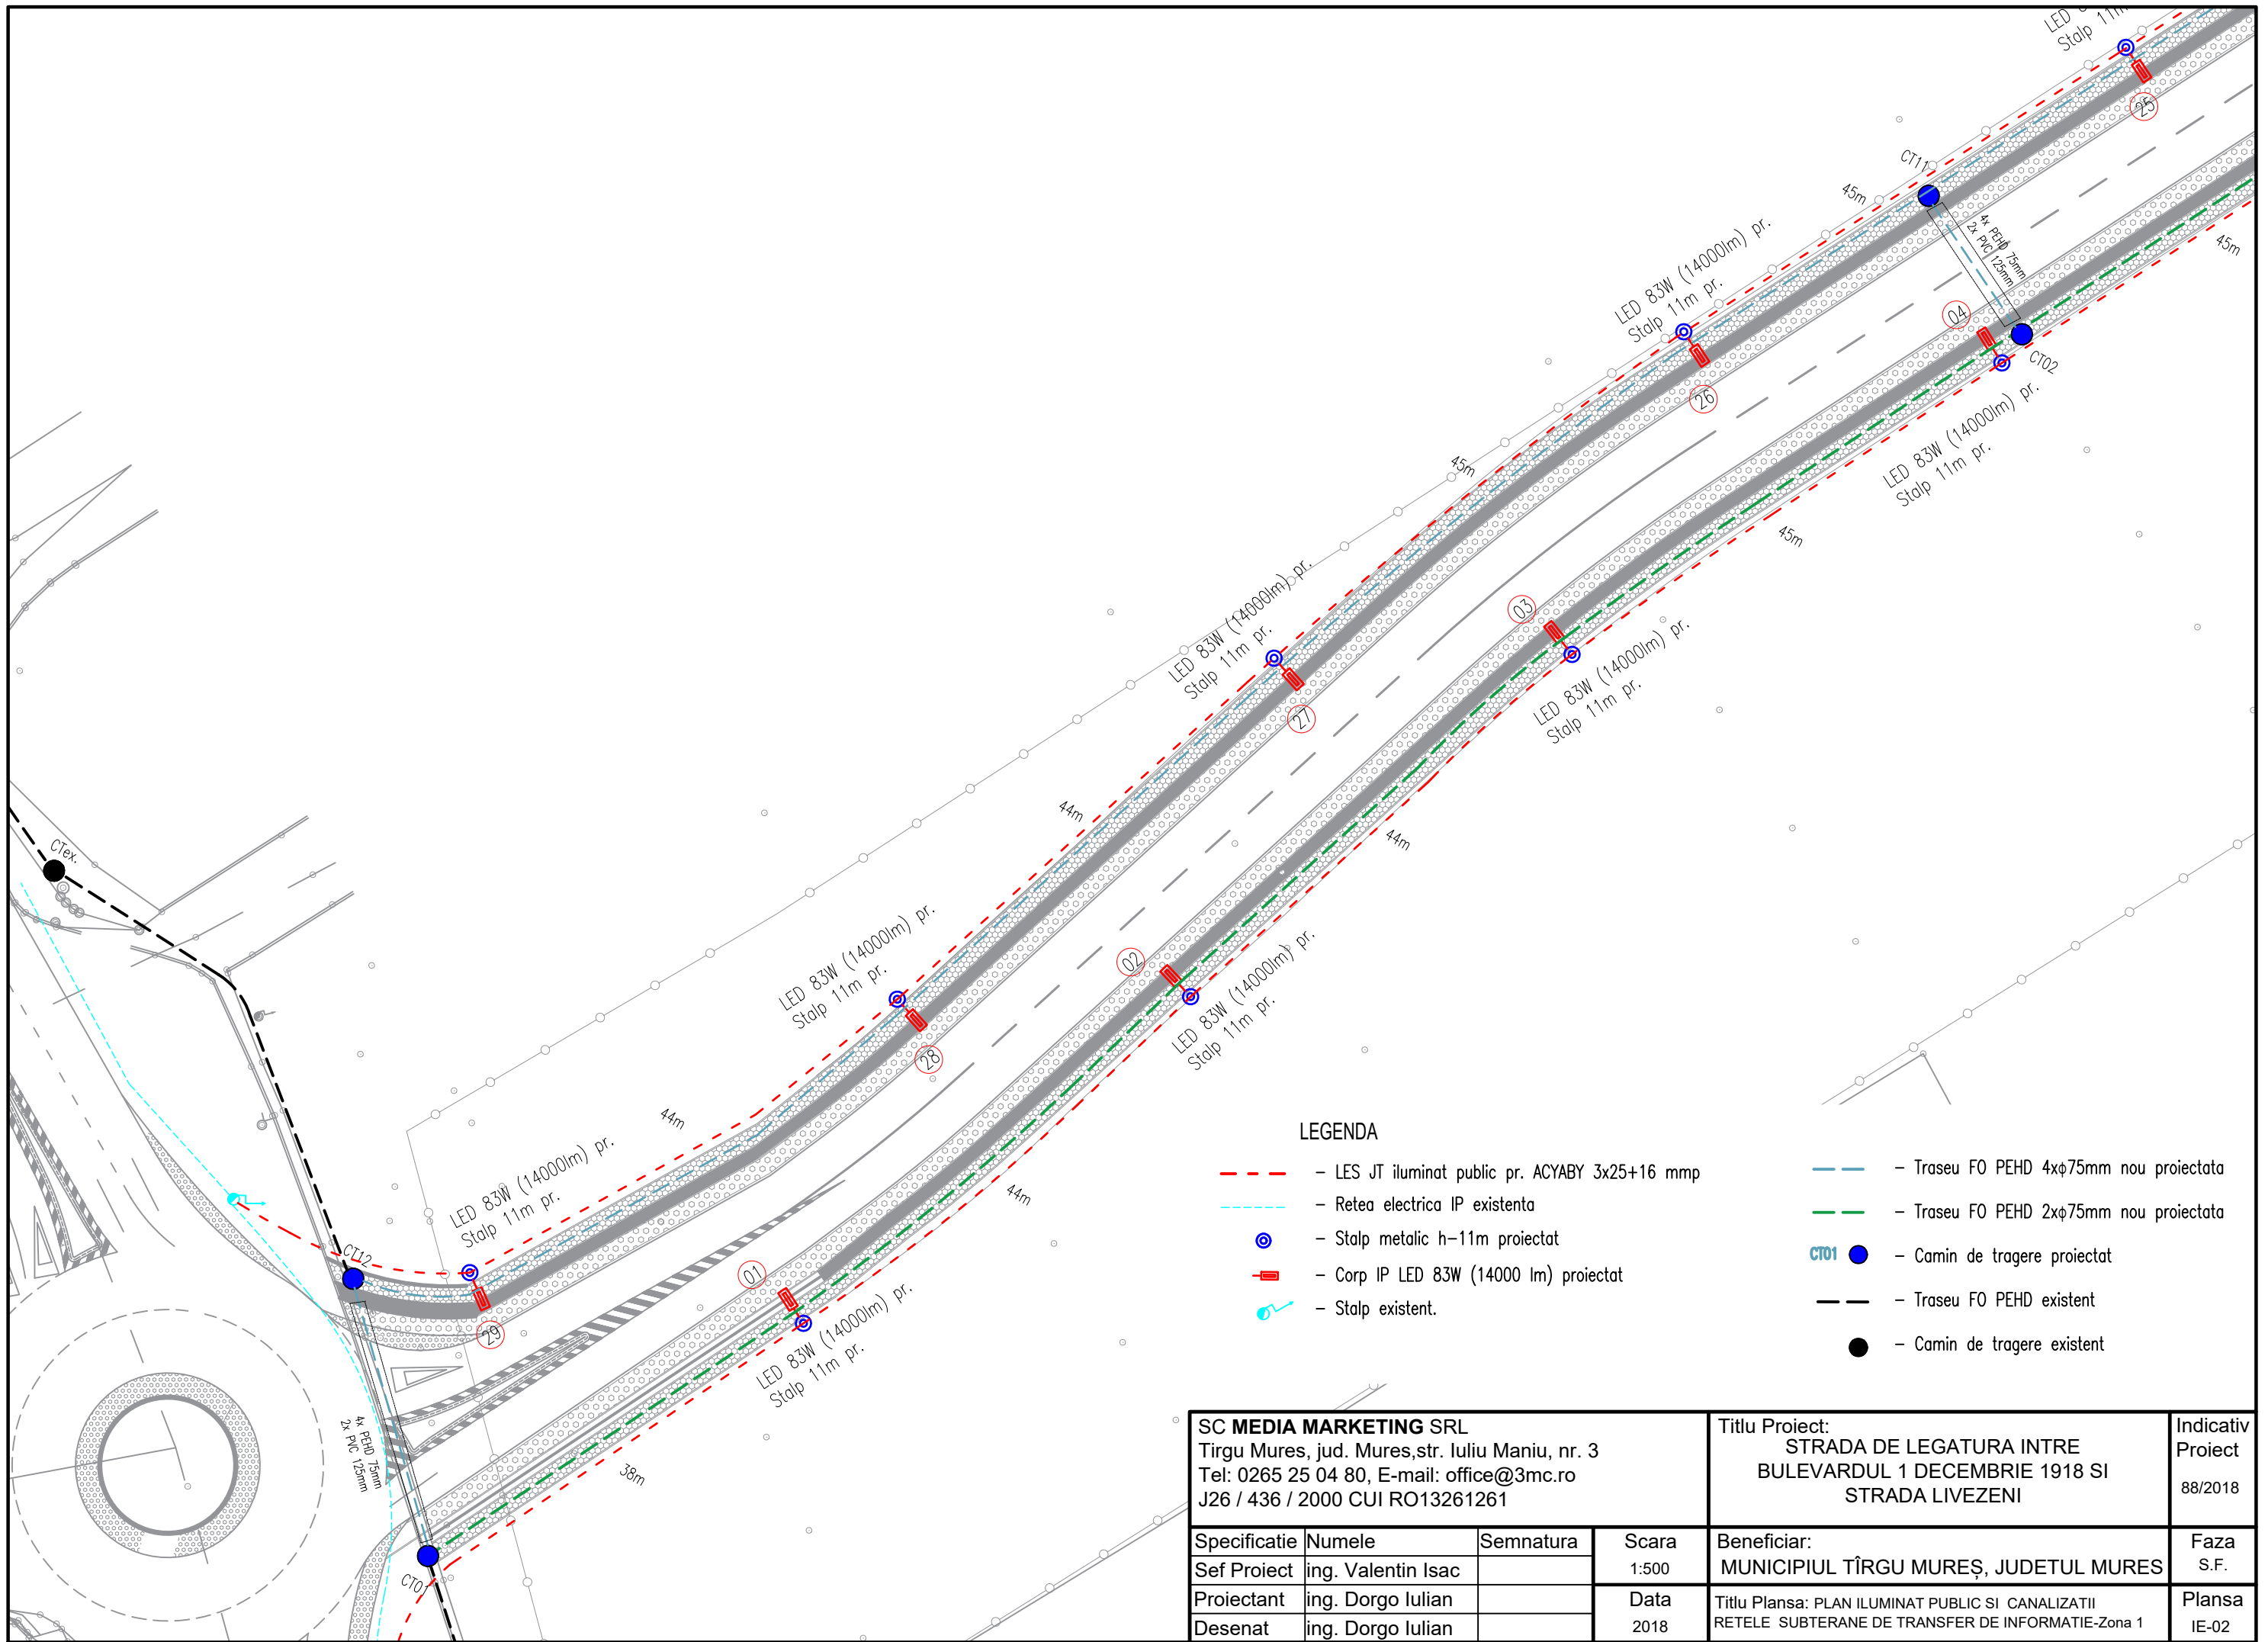 Stalp 11m
25
CT11
45m
4x PEHD 75mm
2x PVC 125mm
45m
LED 83W (14000lm) pr.
Stalp 11m pr.
04
CT02
26
LED 83W (14000lm) pr.
Stalp 11m pr.
45m
45m
LED 83W (14000lm) pr.
Stalp 11m pr.
03
27
LED 83W (14000lm) pr.
Stalp 11m pr.
44m
44m
CTex.
LED 83W (14000lm) pr.
Stalp 11m pr.
02
28
LED 83W (14000lm) pr.
Stalp 11m pr.
44m
44m
LED 83W (14000lm) pr.
Stalp 11m pr.
CT12
01
29
LED 83W (14000lm) pr.
Stalp 11m pr.
4x PEHD 75mm
2x PVC 125mm
38m
CT01
LEGENDA
- LES JT iluminat public pr. ACYABY 3x25+16 mmp
- Retea electrica IP existenta
- Stalp metalic h-11m proiectat
- Corp IP LED 83W (14000 lm) proiectat
- Stalp existent.
- Traseu FO PEHD 4xφ75mm nou proiectata
- Traseu FO PEHD 2xφ75mm nou proiectata
CT01 - Camin de tragere proiectat
- Traseu FO PEHD existent
- Camin de tragere existent
SC MEDIA MARKETING SRL
Tirgu Mures, jud. Mures,str. Iuliu Maniu, nr. 3
Tel: 0265 25 04 80, E-mail: office@3mc.ro
J26 / 436 / 2000 CUI RO13261261
Titlu Proiect:
STRADA DE LEGATURA INTRE
BULEVARDUL 1 DECEMBRIE 1918 SI
STRADA LIVEZENI
Indicativ
Proiect
88/2018
Specificatie Numele Semnatura
Sef Proiect ing. Valentin Isac
Proiectant ing. Dorgo Iulian
Desenat ing. Dorgo Iulian
Scara
1:500
Data
2018
Beneficiar:
MUNICIPIUL TÎRGU MUREȘ, JUDETUL MURES
Faza
S.F.
Titlu Plansa: PLAN ILUMINAT PUBLIC SI CANALIZATII
RETELE SUBTERANE DE TRANSFER DE INFORMATIE-Zona 1
Plansa
IE-02